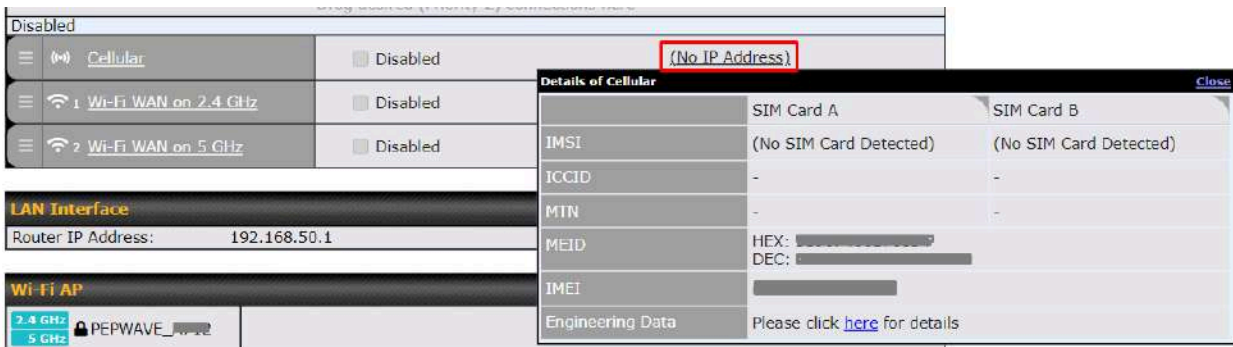 Disabled
Cellular Disabled (No IP Address)
Details of Cellular Close
1 Wi-Fi WAN on 2.4 GHz Disabled
SIM Card A SIM Card B
2 Wi-Fi WAN on 5 GHz Disabled
IMSI (No SIM Card Detected) (No SIM Card Detected)
ICCID - -
LAN Interface
MTN - -
Router IP Address: 192.168.50.1
MEID HEX:
DEC:
Wi-Fi AP
IMEI
2.4 GHz
5 GHz
PEPWAVE_
Engineering Data Please click here for details